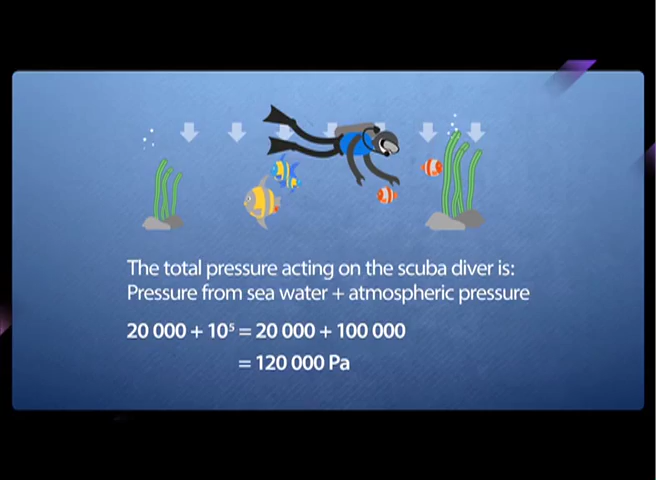 The total pressure acting on the scuba diver is:
Pressure from sea water + atmospheric pressure
20 000 + 10⁵ = 20 000 + 100 000
= 120 000 Pa